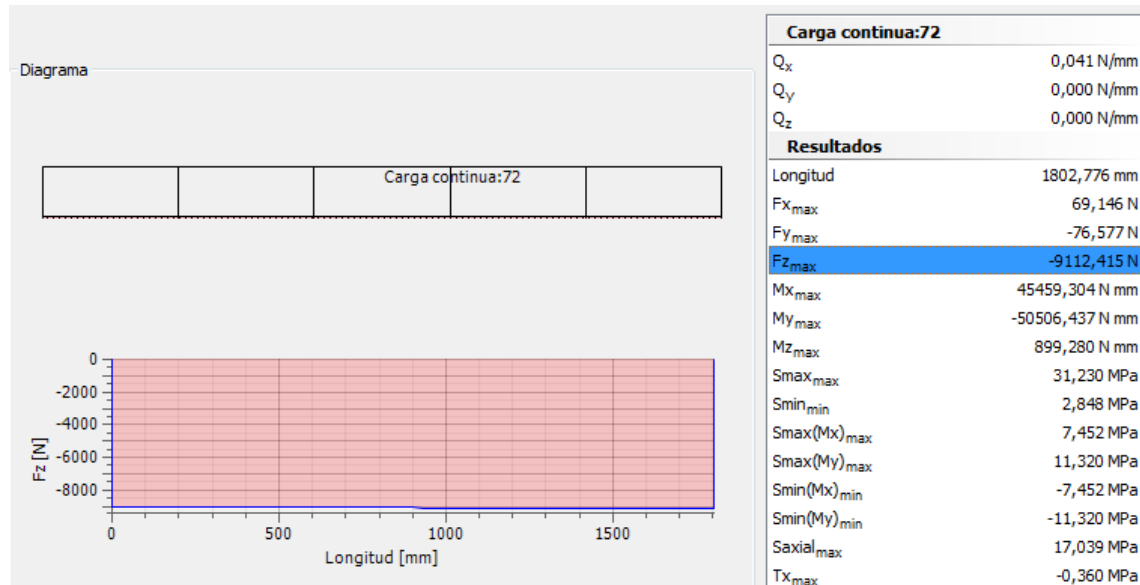 Diagrama
Carga continua:72
0
-2000
-4000
-6000
-8000
Fz [N]
0 500 1000 1500
Longitud [mm]
Carga continua:72
Qx 0,041 N/mm
Qy 0,000 N/mm
Qz 0,000 N/mm
Resultados
Longitud 1802,776 mm
Fxmax 69,146 N
Fymax -76,577 N
Fzmax -9112,415 N
Mxmax 45459,304 N mm
Mymax -50506,437 N mm
Mzmax 899,280 N mm
Smaxmax 31,230 MPa
Sminmin 2,848 MPa
Smax(Mx)max 7,452 MPa
Smax(My)max 11,320 MPa
Smin(Mx)min -7,452 MPa
Smin(My)min -11,320 MPa
Saxialmax 17,039 MPa
Txmax -0,360 MPa